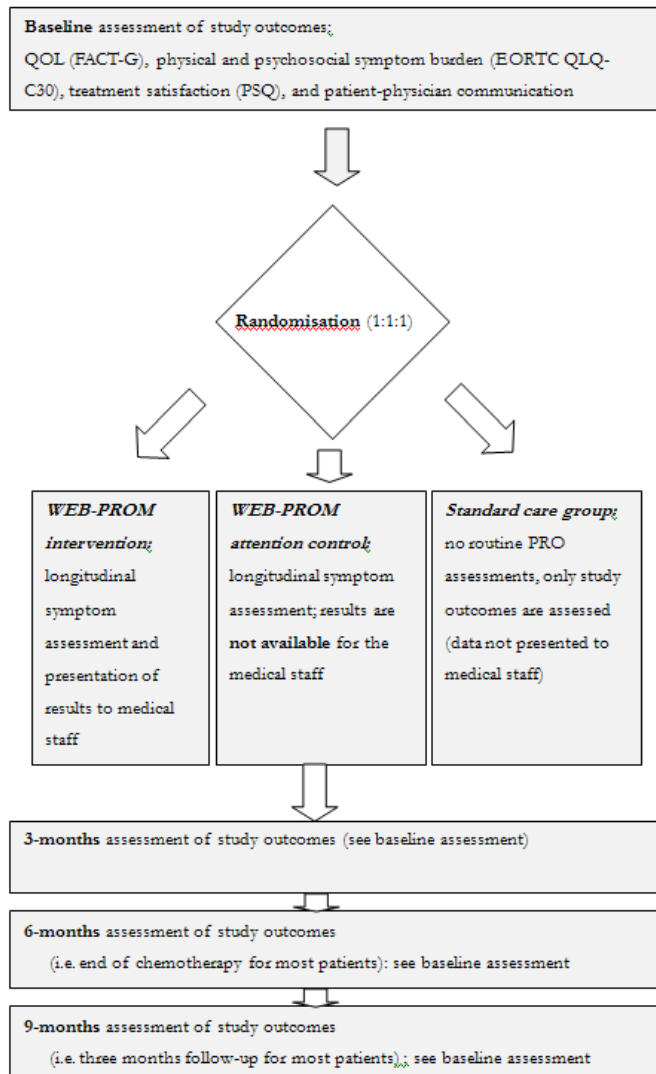 Baseline assessment of study outcomes;
QOL (FACT-G), physical and psychosocial symptom burden (EORTC QLQ-
C30), treatment satisfaction (PSQ), and patient-physician communication
Randomisation (1:1:1)
WEB-PROM
intervention;
longitudinal
symptom
assessment and
presentation of
results to medical
staff
WEB-PROM
attention control;
longitudinal symptom
assessment; results are
not available for the
medical staff
Standard care group;
no routine PRO
assessments, only study
outcomes are assessed
(data not presented to
medical staff)
3-months assessment of study outcomes (see baseline assessment)
6-months assessment of study outcomes
(i.e. end of chemotherapy for most patients): see baseline assessment
9-months assessment of study outcomes
(i.e. three months follow-up for most patients).; see baseline assessment